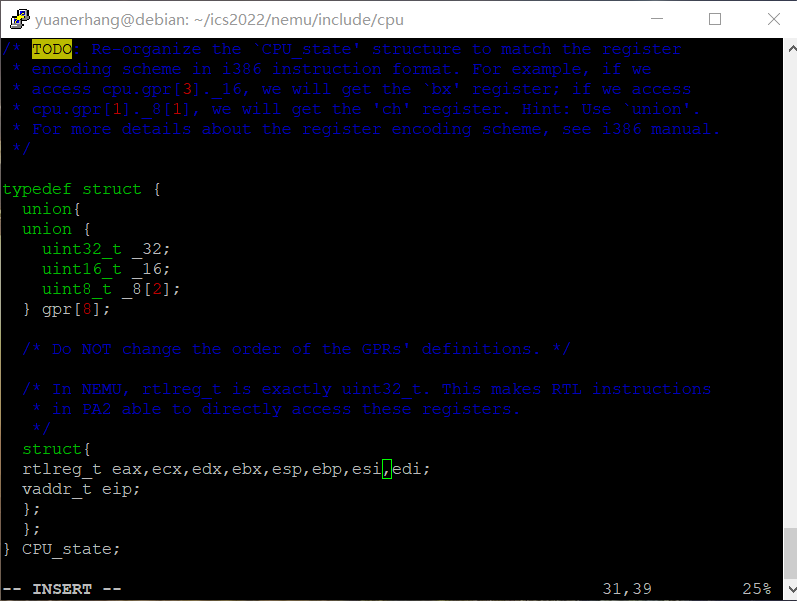 yuanerhang@debian: ~/ics2022/nemu/include/cpu
/* TODO: Re-organize the `CPU_state' structure to match the register
 * encoding scheme in i386 instruction format. For example, if we
 * access cpu.gpr[3]._16, we will get the `bx' register; if we access
 * cpu.gpr[1]._8[1], we will get the 'ch' register. Hint: Use `union'.
 * For more details about the register encoding scheme, see i386 manual.
 */
typedef struct {
  union{
  union {
    uint32_t _32;
    uint16_t _16;
    uint8_t _8[2];
  } gpr[8];
  /* Do NOT change the order of the GPRs' definitions. */
  /* In NEMU, rtlreg_t is exactly uint32_t. This makes RTL instructions
   * in PA2 able to directly access these registers.
   */
  struct{
  rtlreg_t eax,ecx,edx,ebx,esp,ebp,esi,edi;
  vaddr_t eip;
  };
  };
} CPU_state;
-- INSERT -- 31,39 25%